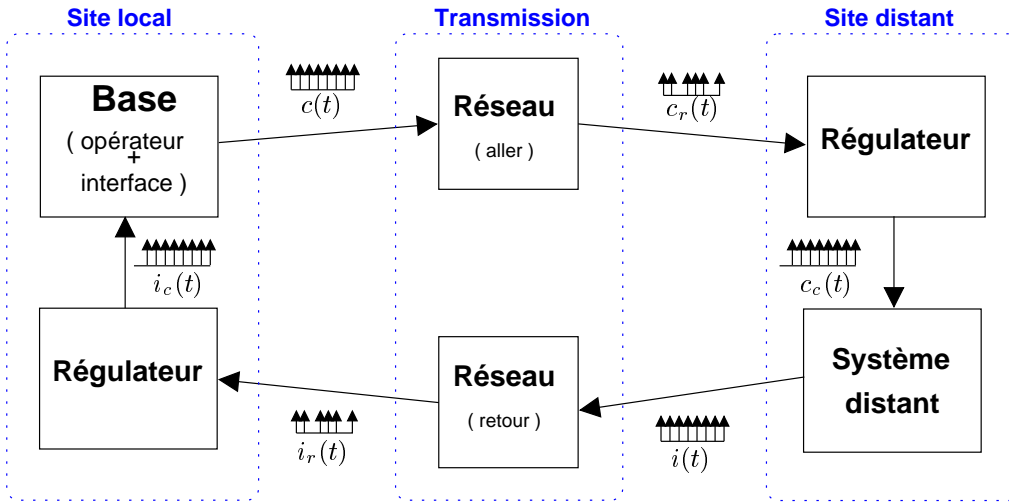 Site local
Transmission
Site distant
Base
( opérateur
+
interface )
c(t)
Réseau
( aller )
c_r(t)
Régulateur
i_c(t)
c_c(t)
Régulateur
Réseau
( retour )
Système
distant
i_r(t)
i(t)